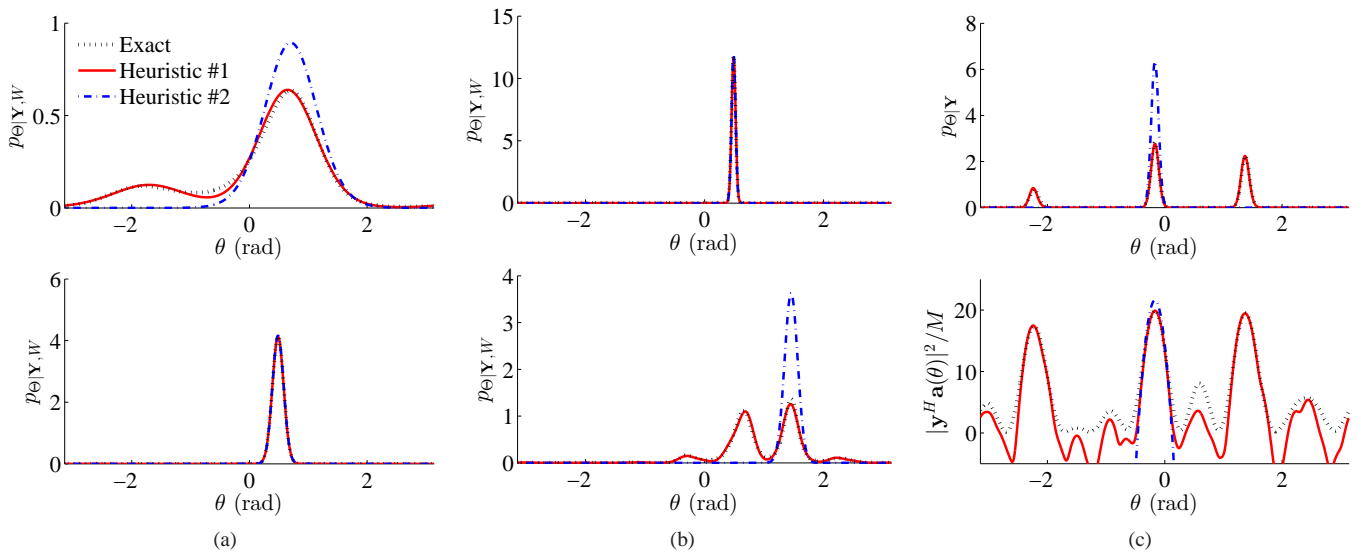 1
0.5
0
−2
0
2
p_{Θ|Y,W}
θ (rad)
Exact
Heuristic #1
Heuristic #2
15
10
5
0
−2
0
2
p_{Θ|Y,W}
θ (rad)
8
6
4
2
0
−2
0
2
p_{Θ|Y}
θ (rad)
6
4
2
0
−2
0
2
p_{Θ|Y,W}
θ (rad)
(a)
4
3
2
1
0
−2
0
2
p_{Θ|Y,W}
θ (rad)
(b)
20
10
0
−2
0
2
|y^H a(θ)|^2/M
θ (rad)
(c)